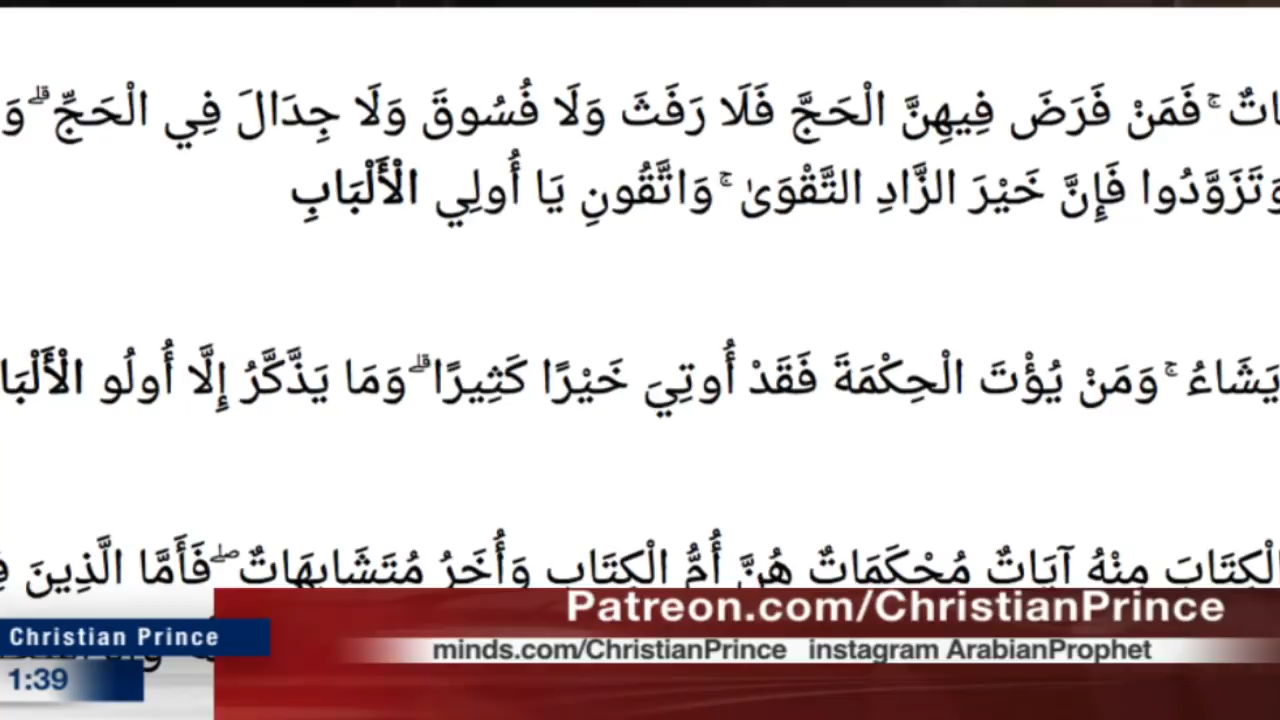 فَمَنْ فَرَضَ فِيهِنَّ الْحَجَّ فَلَا رَفَثَ وَلَا فُسُوقَ وَلَا جِدَالَ فِي الْحَجِّ ۗ وَ
وَتَزَوَّدُوا فَإِنَّ خَيْرَ الزَّادِ التَّقْوَىٰ ۚ وَاتَّقُونِ يَا أُولِي الْأَلْبَابِ
يَشَاءُ ۚ وَمَنْ يُؤْتَ الْحِكْمَةَ فَقَدْ أُوتِيَ خَيْرًا كَثِيرًا ۗ وَمَا يَذَّكَّرُ إِلَّا أُولُو الْأَلْبَا
الْكِتَابَ مِنْهُ آيَاتٌ مُحْكَمَاتٌ هُنَّ أُمُّ الْكِتَابِ وَأُخَرُ مُتَشَابِهَاتٌ ۖ فَأَمَّا الَّذِينَ
Patreon.com/ChristianPrince
Christian Prince
minds.com/ChristianPrince instagram ArabianProphet
1:39